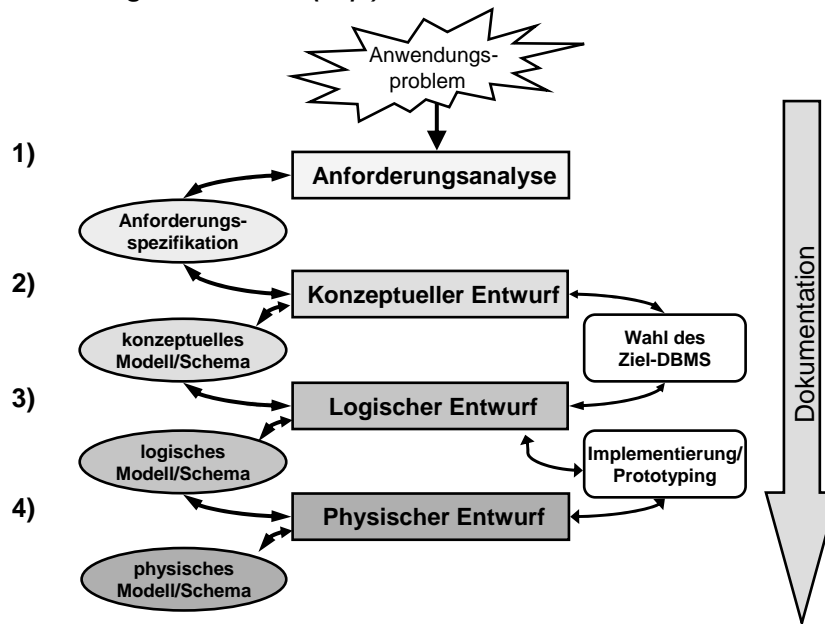 Anwendungs-
problem
1)
Anforderungsanalyse
Anforderungs-
spezifikation
2)
Konzeptueller Entwurf
konzeptuelles
Modell/Schema
Wahl des
Ziel-DBMS
3)
Logischer Entwurf
logisches
Modell/Schema
Implementierung/
Prototyping
4)
Physischer Entwurf
physisches
Modell/Schema
Dokumentation